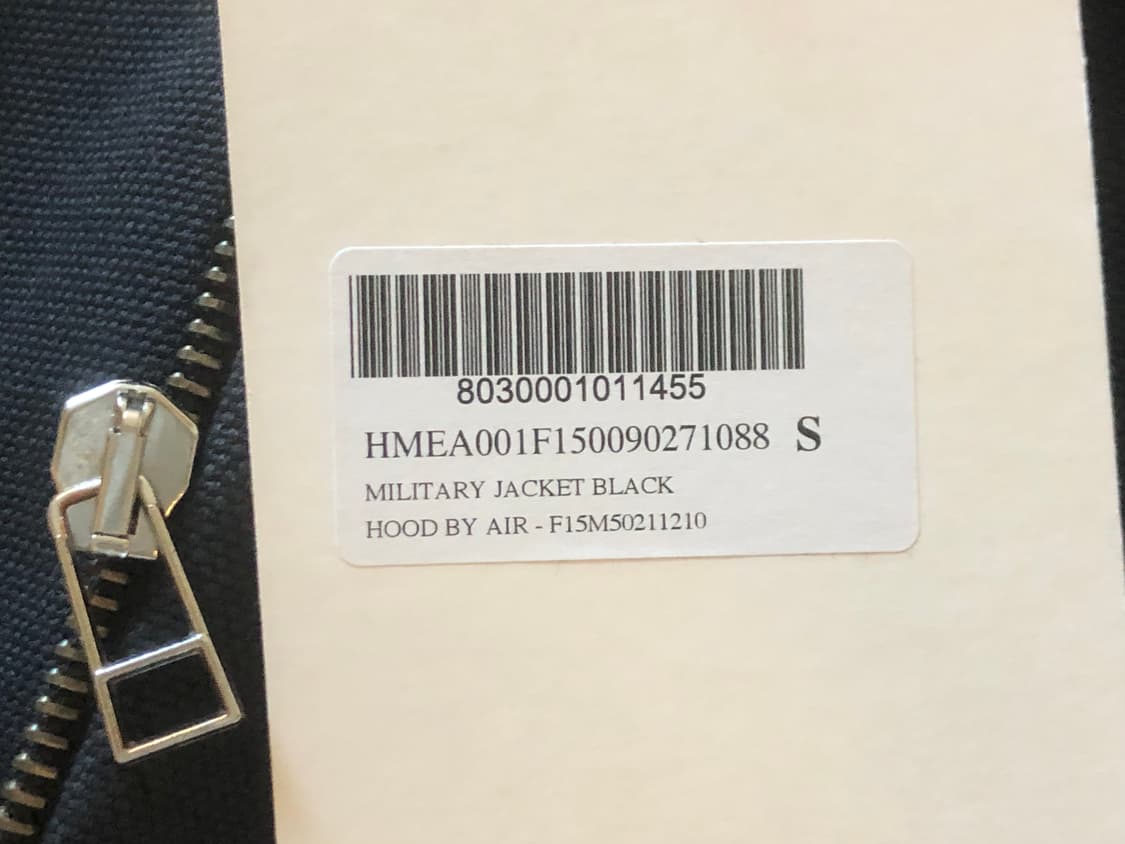 8030001011455
HMEA001F150090271088 S
MILITARY JACKET BLACK
HOOD BY AIR - F15M50211210